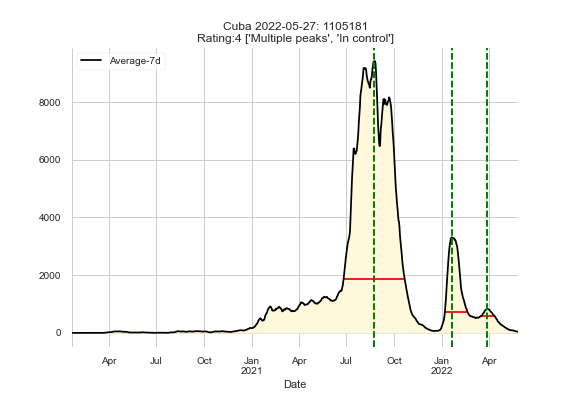 Cuba 2022-05-27: 1105181
Rating:4 ['Multiple peaks', 'In control']
Average-7d
8000
6000
4000
2000
0
Apr Jul Oct Jan Apr Jul Oct Jan Apr
2021 2022
Date